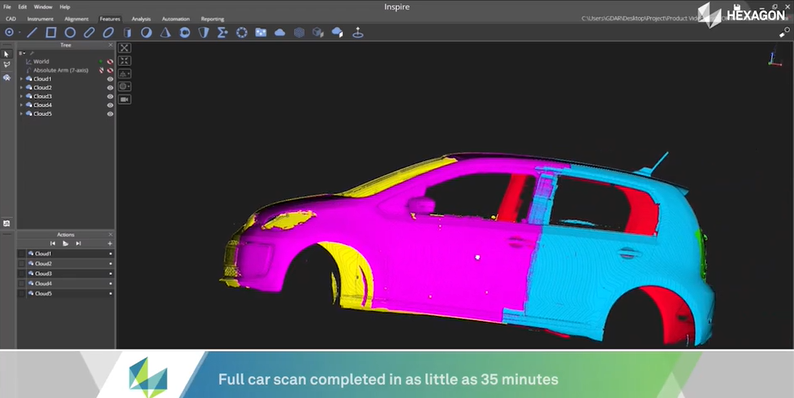 Inspire
File Edit Window Help
HEXAGON
CAD Instrument Alignment Features Analysis Automation Reporting
C:\Users\GDAP\Desktop\Project\Product Vide
Tree
World
Absolute Arm (7-axis)
Cloud1
Cloud2
Cloud3
Cloud4
Cloud5
Actions
Cloud1
Cloud2
Cloud3
Cloud4
Cloud5
Full car scan completed in as little as 35 minutes